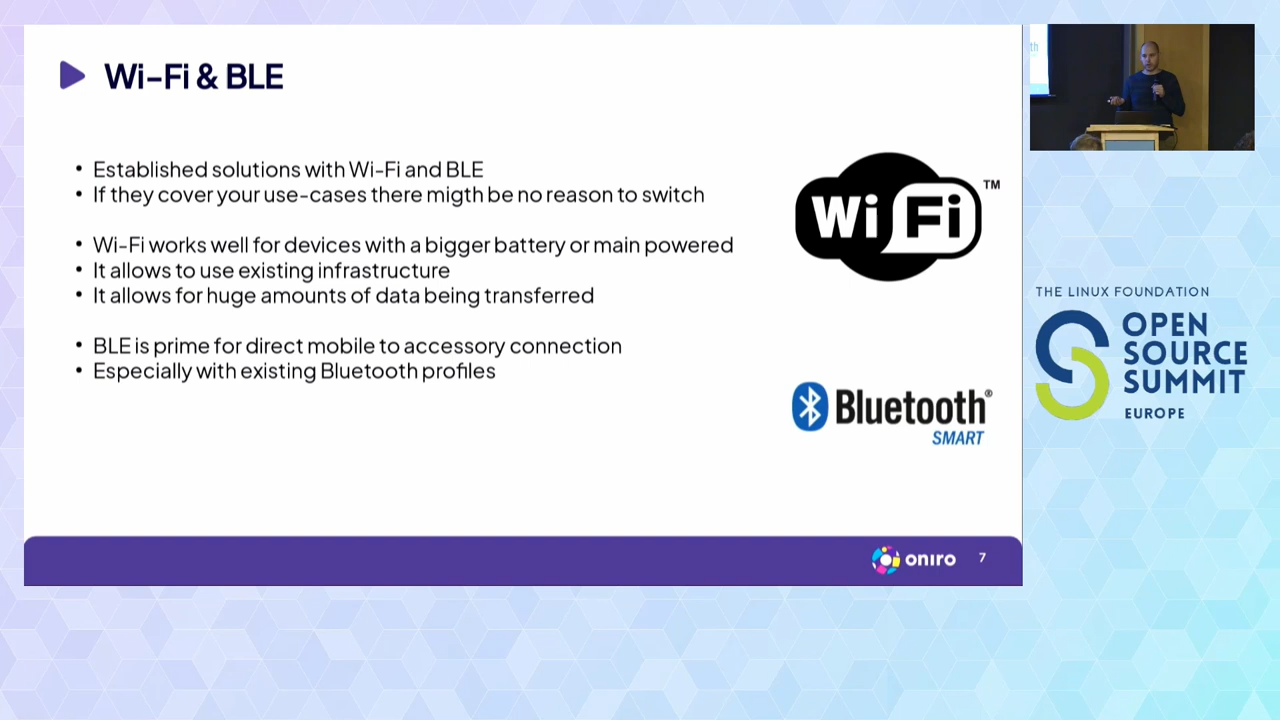 Wi-Fi & BLE
• Established solutions with Wi-Fi and BLE
• If they cover your use-cases there migth be no reason to switch
• Wi-Fi works well for devices with a bigger battery or main powered
• It allows to use existing infrastructure
• It allows for huge amounts of data being transferred
• BLE is prime for direct mobile to accessory connection
• Especially with existing Bluetooth profiles
Wi Fi ™
Bluetooth®
SMART
oniro 7
th
THE LINUX FOUNDATION
OPEN
SOURCE
SUMMIT
EUROPE